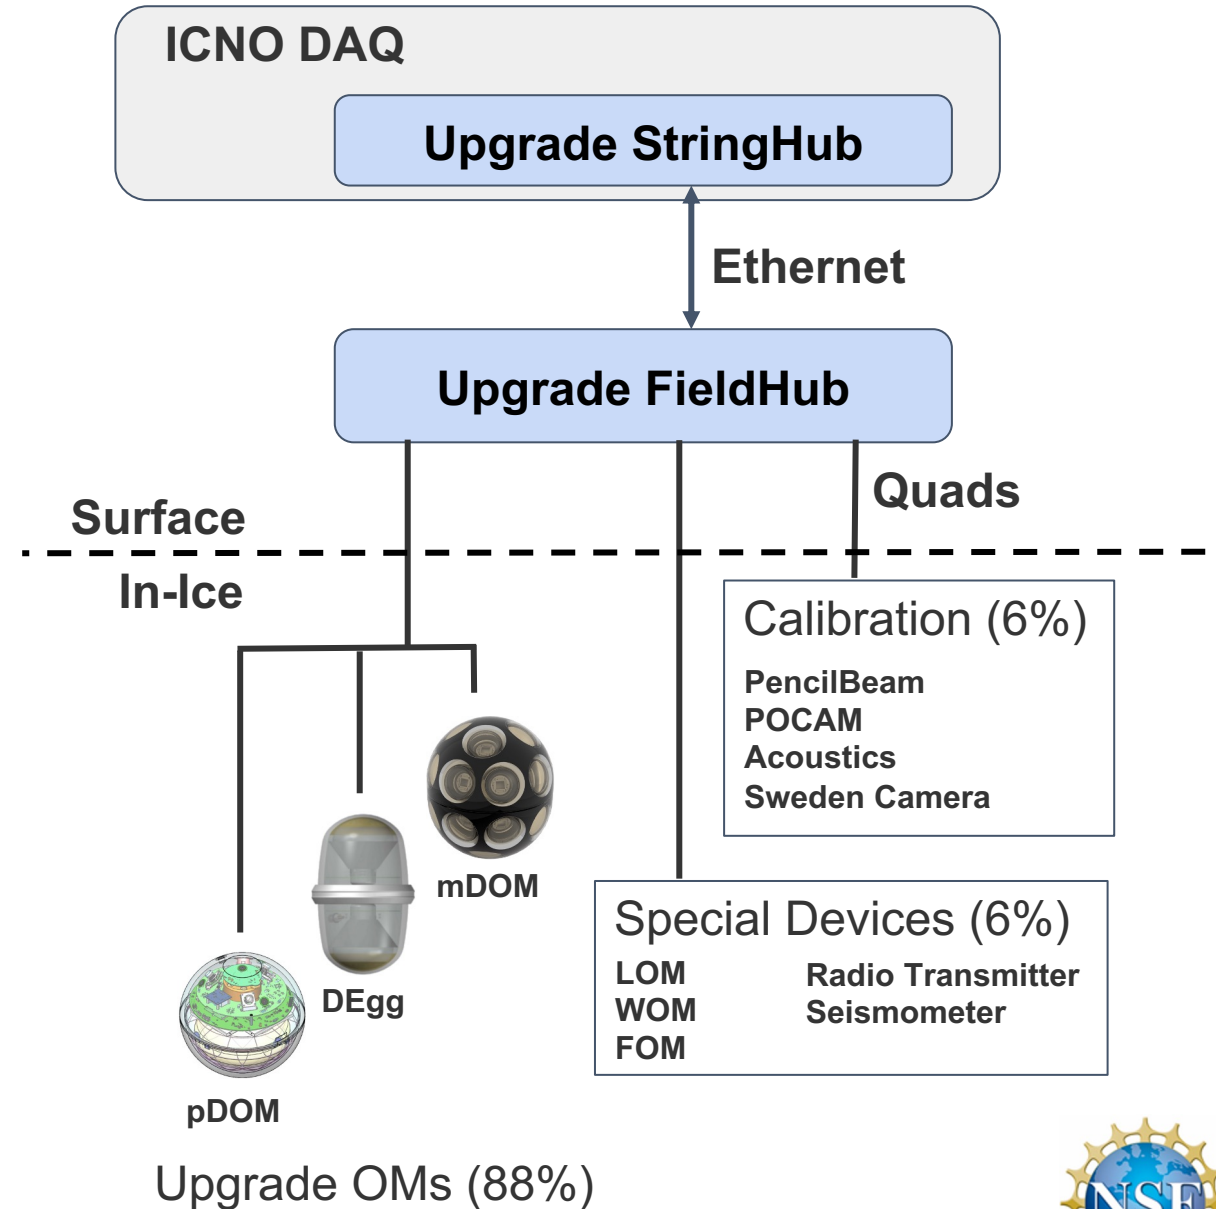 ICNO DAQ
Upgrade StringHub
Ethernet
Upgrade FieldHub
Quads
Surface
In-Ice
Calibration (6%)
PencilBeam
POCAM
Acoustics
Sweden Camera
mDOM
Special Devices (6%)
LOM
WOM
FOM
Radio Transmitter
Seismometer
DEgg
pDOM
Upgrade OMs (88%)
NSF